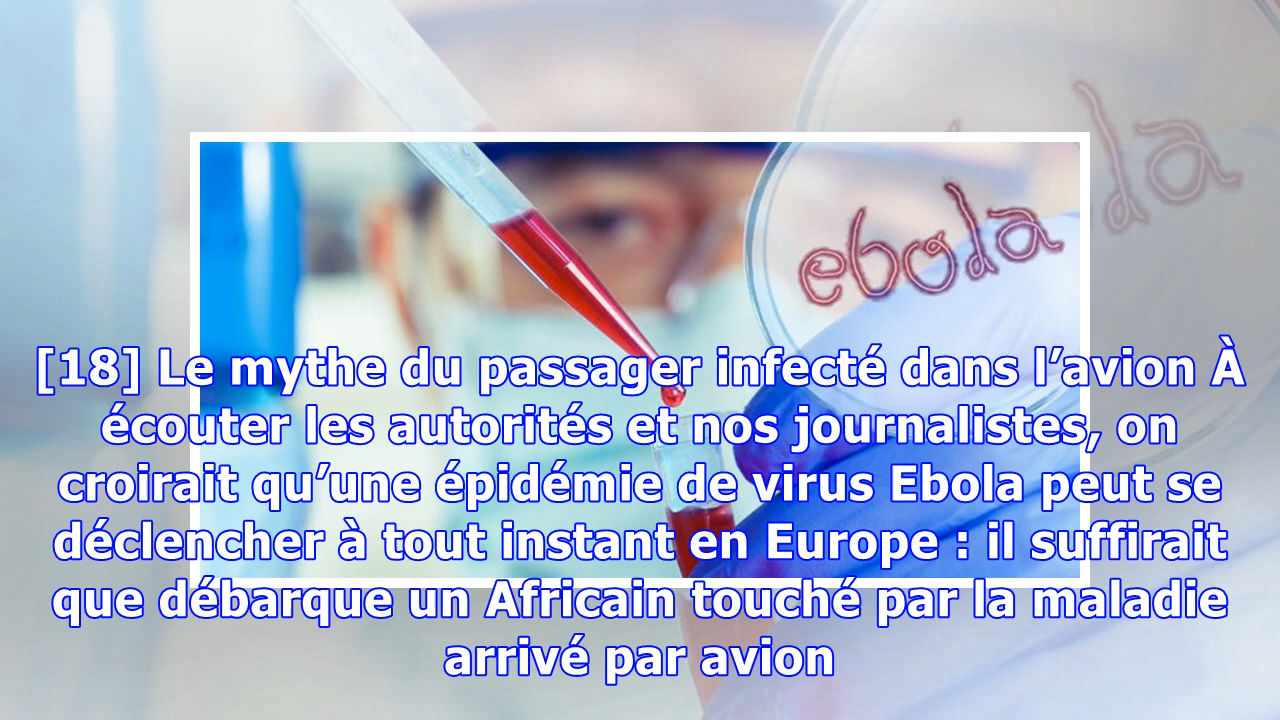 ebola
la
[18] Le mythe du passager infecté dans l’avion À
écouter les autorités et nos journalistes, on
croirait qu’une épidémie de virus Ebola peut se
déclencher à tout instant en Europe : il suffirait
que débarque un Africain touché par la maladie
arrivé par avion